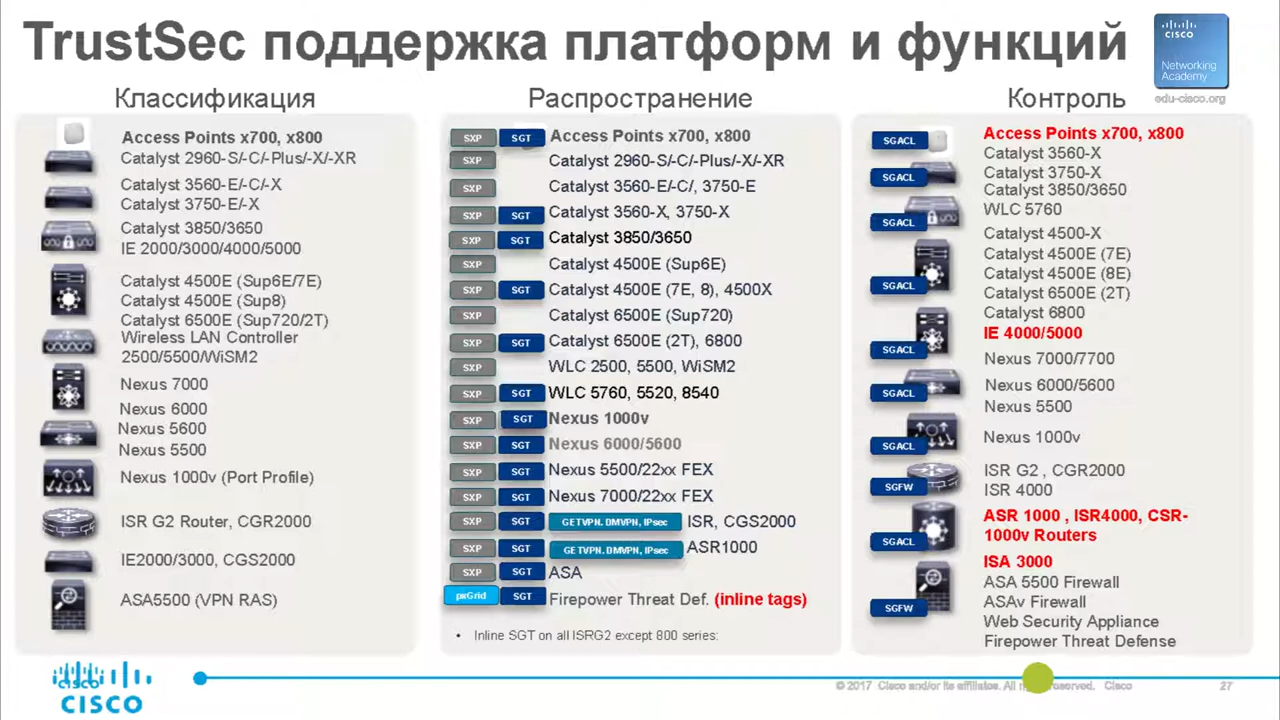 TrustSec поддержка платформ и функций
CISCO
Networking
Academy
edu-cisco.org
Классификация
Access Points x700, x800
Catalyst 2960-S/-C/-Plus/-X/-XR
Catalyst 3560-E/-C/-X
Catalyst 3750-E/-X
Catalyst 3850/3650
IE 2000/3000/4000/5000
Catalyst 4500E (Sup6E/7E)
Catalyst 4500E (Sup8)
Catalyst 6500E (Sup720/2T)
Wireless LAN Controller
2500/5500/WiSM2
Nexus 7000
Nexus 6000
Nexus 5600
Nexus 5500
Nexus 1000v (Port Profile)
ISR G2 Router, CGR2000
IE2000/3000, CGS2000
ASA5500 (VPN RAS)
Распространение
SXP SGT Access Points x700, x800
SXP Catalyst 2960-S/-C/-Plus/-X/-XR
SXP Catalyst 3560-E/-C/, 3750-E
SXP SGT Catalyst 3560-X, 3750-X
SXP SGT Catalyst 3850/3650
SXP Catalyst 4500E (Sup6E)
SXP SGT Catalyst 4500E (7E, 8), 4500X
SXP Catalyst 6500E (Sup720)
SXP SGT Catalyst 6500E (2T), 6800
SXP WLC 2500, 5500, WiSM2
SXP SGT WLC 5760, 5520, 8540
SXP SGT Nexus 1000v
SXP SGT Nexus 6000/5600
SXP SGT Nexus 5500/22xx FEX
SXP SGT Nexus 7000/22xx FEX
SXP SGT GETVPN. DMVPN, IPsec ISR, CGS2000
SXP SGT GETVPN. DMVPN, IPsec ASR1000
SXP SGT ASA
pxGrid SGT Firepower Threat Def. (inline tags)
• Inline SGT on all ISRG2 except 800 series:
Контроль
SGACL Access Points x700, x800
Catalyst 3560-X
SGACL Catalyst 3750-X
Catalyst 3850/3650
WLC 5760
SGACL Catalyst 4500-X
Catalyst 4500E (7E)
Catalyst 4500E (8E)
SGACL Catalyst 6500E (2T)
Catalyst 6800
IE 4000/5000
SGACL Nexus 7000/7700
SGACL Nexus 6000/5600
Nexus 5500
SGACL Nexus 1000v
ISR G2 , CGR2000
SGFW ISR 4000
ASR 1000 , ISR4000, CSR-
SGACL 1000v Routers
ISA 3000
ASA 5500 Firewall
SGFW ASAv Firewall
Web Security Appliance
Firepower Threat Defense
CISCO
CISCO
© 2017 Cisco and/or its affiliates. All reserved. Cisco 27